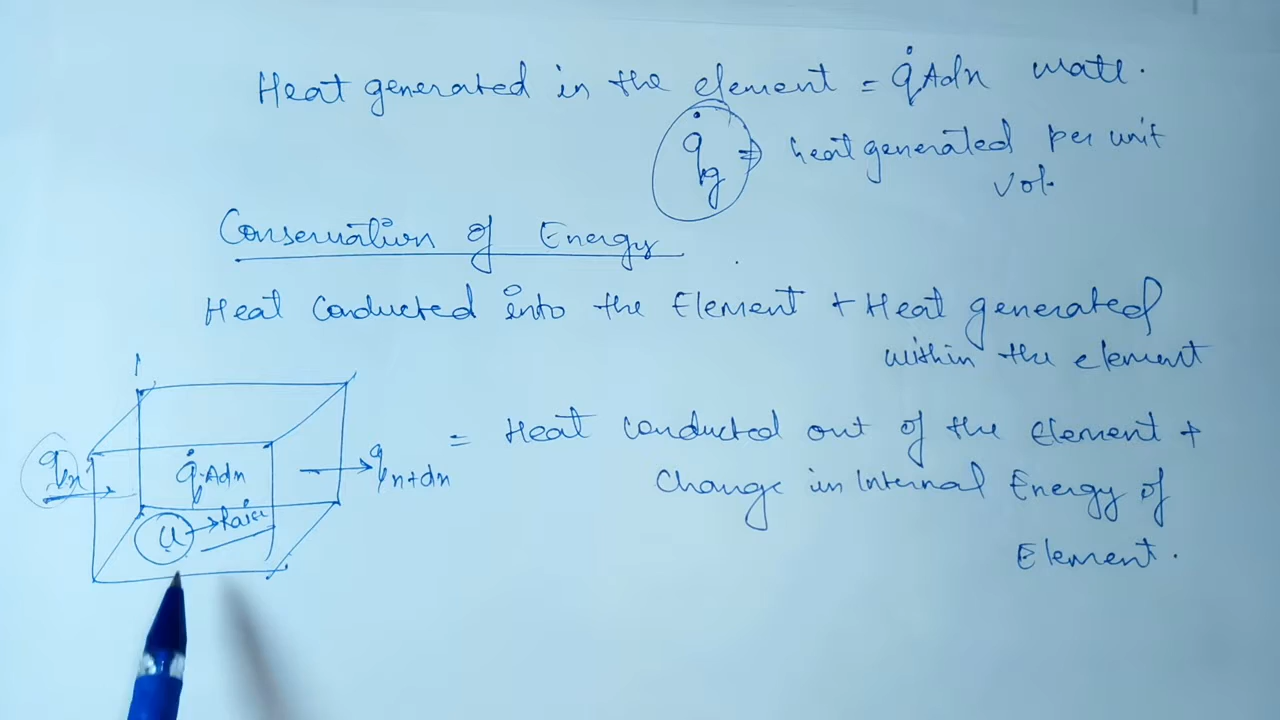 Heat generated in the element = q̇Adx watt.
q̇g ⇒ heat generated per unit
vol.
Conservation of Energy
Heat conducted into the Element + Heat generated
within the element
= Heat conducted out of the Element +
Change in Internal Energy of
Element.
qx
q̇Adx
qx+dx
u → Raise